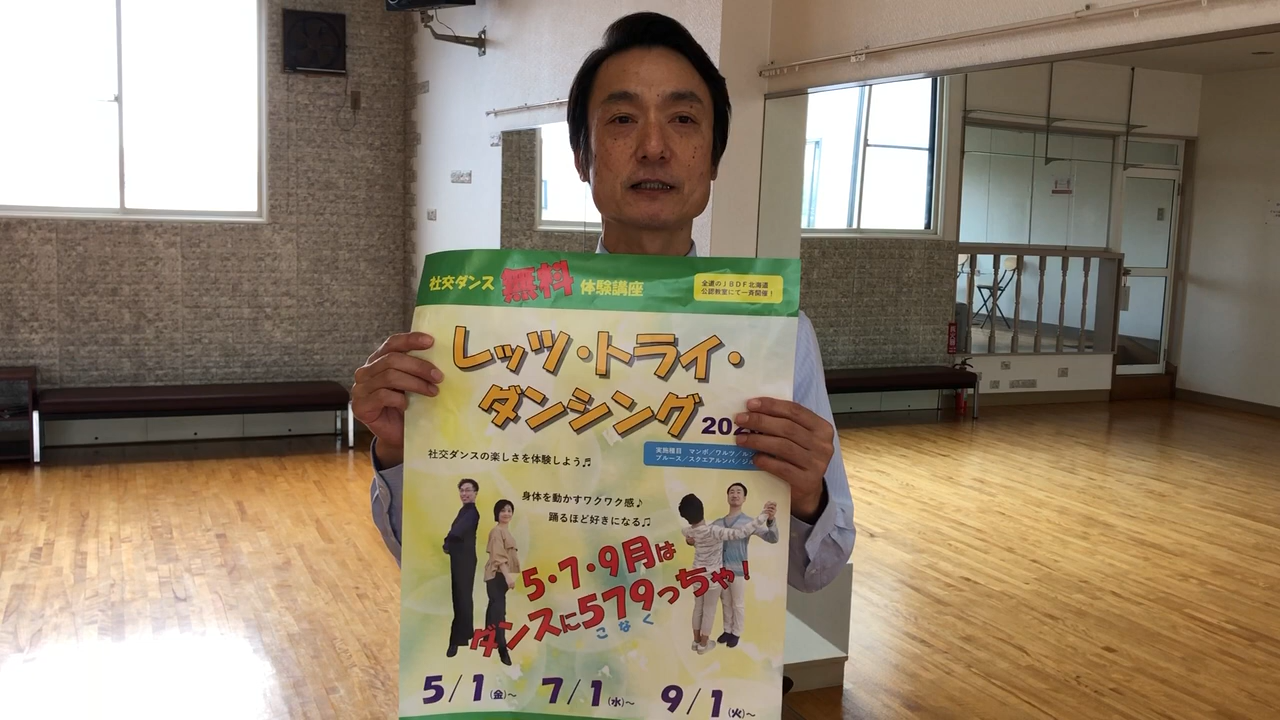 社交ダンス 無料 体験講座
全道のJBDF北海道
公認教室にて一斉開催！
レッツ・トライ・
ダンシング 202
社交ダンスの楽しさを体験しよう♬
実施種目 マンボ／ワルツ／ルン
ブルース／スクエアルンバ／ジル
身体を動かすワクワク感♪
踊るほど好きになる♫
5・7・9月は
ダンスに579っちゃ！
こなく
5/1(金)～ 7/1(水)～ 9/1(火)～